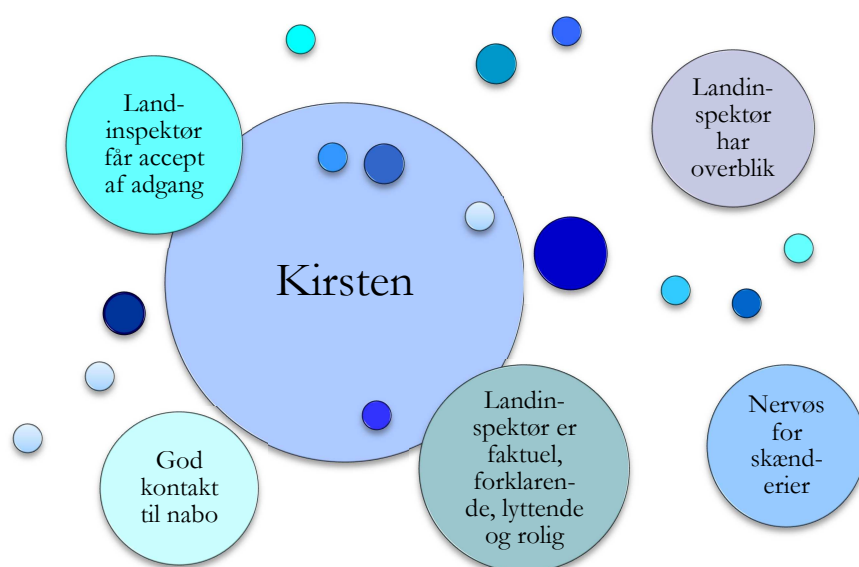 Land-
inspektør
får accept
af adgang
Landin-
spektør
har
overblik
Kirsten
God
kontakt
til nabo
Landin-
spektør er
faktuel,
forklaren-
de, lyttende
og rolig
Nervøs
for
skænd-
erier